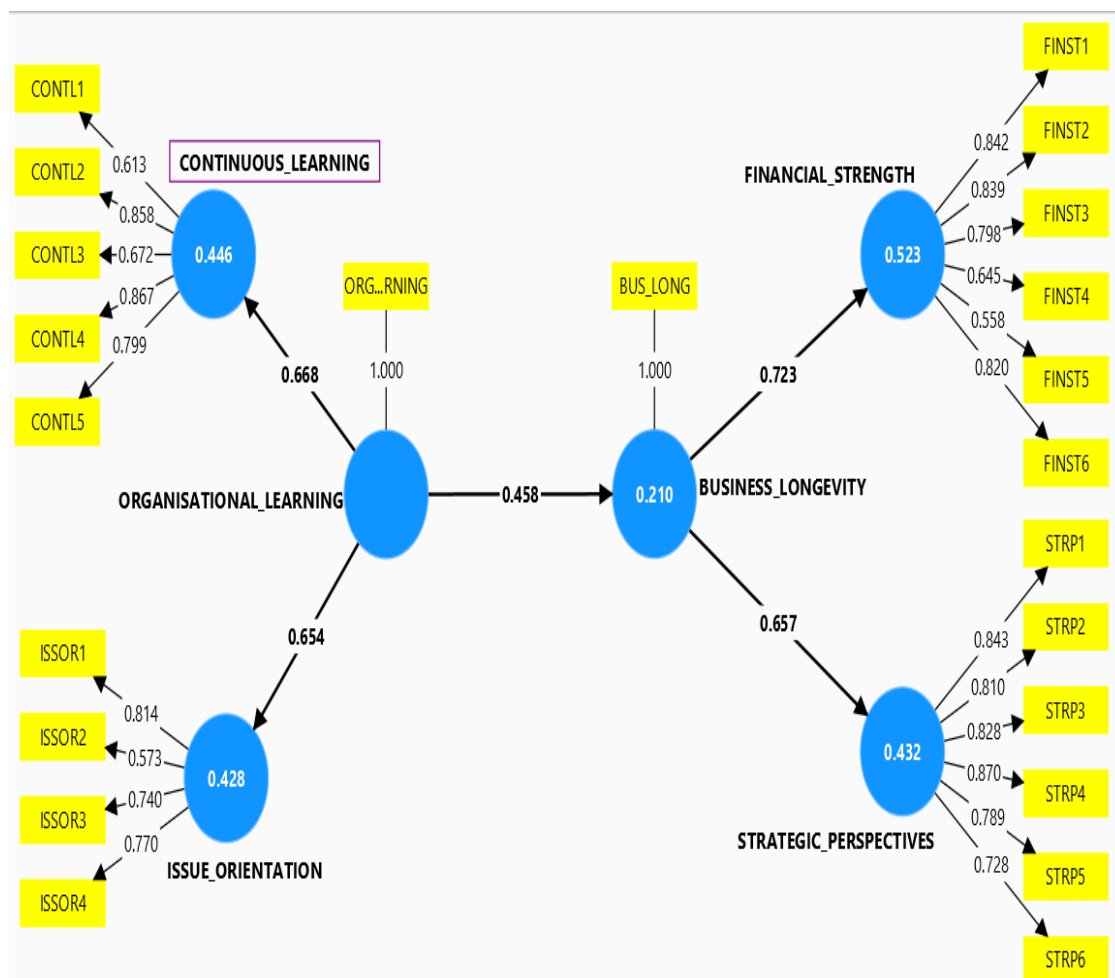 CONTL1
CONTL2
CONTL3
CONTL4
CONTL5
0.613
0.858
0.672
0.867
0.799
CONTINUOUS_LEARNING
0.446
ORG...RNING
1.000
0.668
ORGANISATIONAL_LEARNING
0.458
0.654
ISSOR1
ISSOR2
ISSOR3
ISSOR4
0.814
0.573
0.740
0.770
0.428
ISSUE_ORIENTATION
BUS_LONG
1.000
0.210
BUSINESS_LONGEVITY
0.723
0.657
FINANCIAL_STRENGTH
0.523
0.842
0.839
0.798
0.645
0.558
0.820
FINST1
FINST2
FINST3
FINST4
FINST5
FINST6
0.432
STRATEGIC_PERSPECTIVES
0.843
0.810
0.828
0.870
0.789
0.728
STRP1
STRP2
STRP3
STRP4
STRP5
STRP6